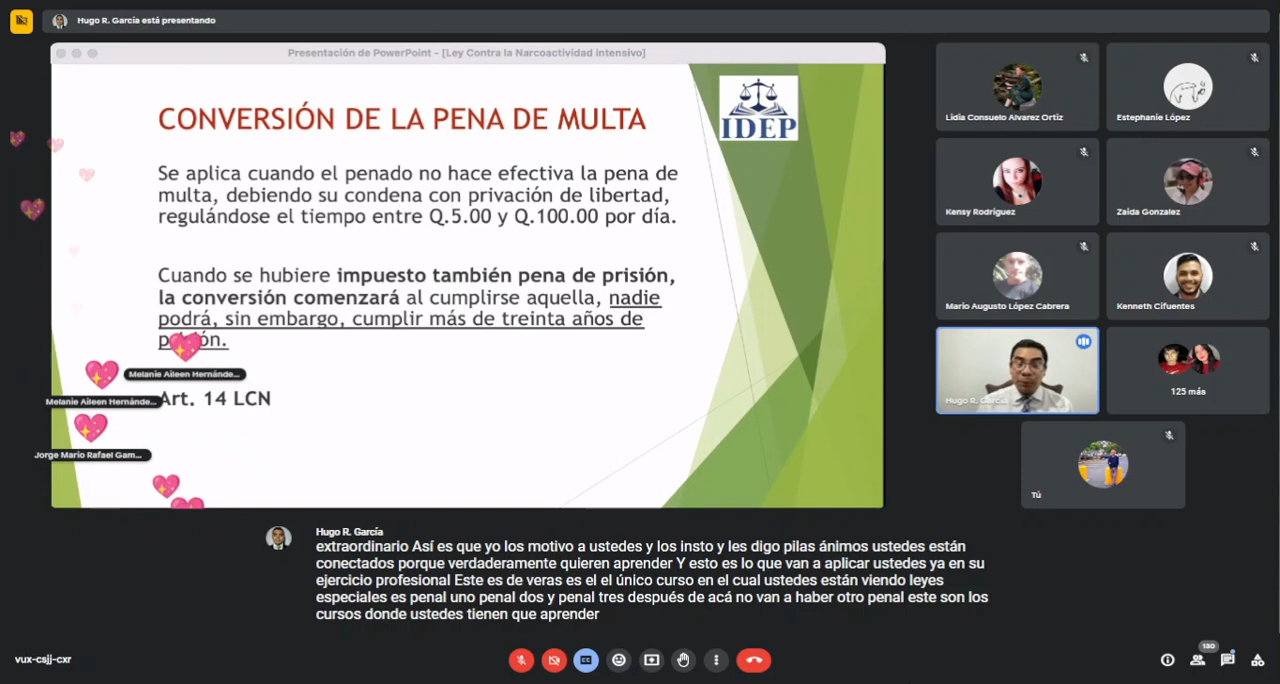 Hugo R. García está presentando
Presentación de PowerPoint - [Ley Contra la Narcoactividad intensivo]
CONVERSIÓN DE LA PENA DE MULTA
IDEP
Se aplica cuando el penado no hace efectiva la pena de
multa, debiendo su condena con privación de libertad,
regulándose el tiempo entre Q.5.00 y Q.100.00 por día.
Cuando se hubiere impuesto también pena de prisión,
la conversión comenzará al cumplirse aquella, nadie
podrá, sin embargo, cumplir más de treinta años de
Melanie Aileen Hernánde...
Melanie Aileen Hernánde...
Art. 14 LCN
Jorge Mario Rafael Gam...
Lidia Consuelo Alvarez Ortiz
Estephanie López
Kensy Rodríguez
Zaida Gonzalez
Mario Augusto López Cabrera
Kenneth Cifuentes
Hugo R. García
125 más
Tú
Hugo R. García
extraordinario Así es que yo los motivo a ustedes y los insto y les digo pilas ánimos ustedes están
conectados porque verdaderamente quieren aprender Y esto es lo que van a aplicar ustedes ya en su
ejercicio profesional Este es de veras es el el único curso en el cual ustedes están viendo leyes
especiales es penal uno penal dos y penal tres después de acá no van a haber otro penal este son los
cursos donde ustedes tienen que aprender
vux-csjj-cxr
CC
130